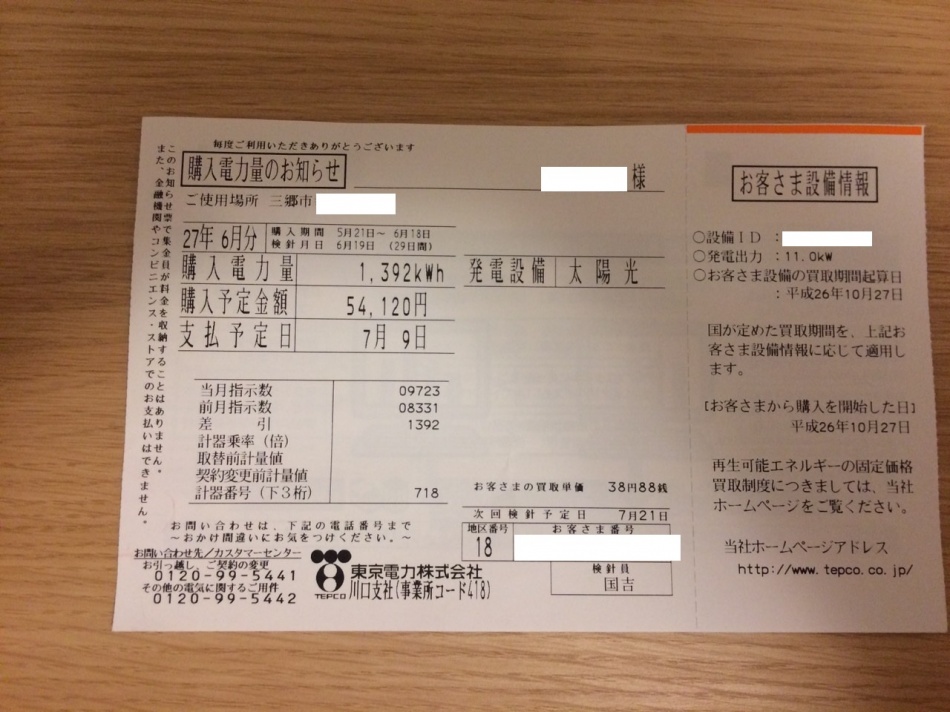 このお知らせ票で集金員が料金を収納することはありません。
また、金融機関やコンビニエンス・ストアでのお支払いはできません。
毎度ご利用いただきありがとうございます
購入電力量のお知らせ
様
ご使用場所 三郷市
27年 6月分 購入期間 5月21日～ 6月18日
検針月日 6月19日 (29日間)
購入電力量 1,392kWh 発電設備 太陽光
購入予定金額 54,120円
支払予定日 7月 9日
当月指示数 09723
前月指示数 08331
差引 1392
計器乗率(倍)
取替前計量値
契約変更前計量値
計器番号(下3桁) 718
お客さまの買取単価 38円88銭
次回検針予定日 7月21日
地区番号 お客さま番号
18
検針員
国吉
お問い合わせは、下記の電話番号まで
～おかけ間違いにお気をつけください。～
お問い合わせ先/カスタマーセンター
お引っ越し、ご契約の変更
0120-99-5441
その他の電気に関するご用件
0120-99-5442
TEPCO
東京電力株式会社
川口支社(事業所コード418)
お客さま設備情報
○設備ID :
○発電出力 : 11.0kW
○お客さま設備の買取期間起算日
: 平成26年10月27日
国が定めた買取期間を、上記お
客さま設備情報に応じて適用し
ます。
[お客さまから購入を開始した日]
平成26年10月27日
再生可能エネルギーの固定価格
買取制度につきましては、当社
ホームページをご覧ください。
当社ホームページアドレス
http://www.tepco.co.jp/